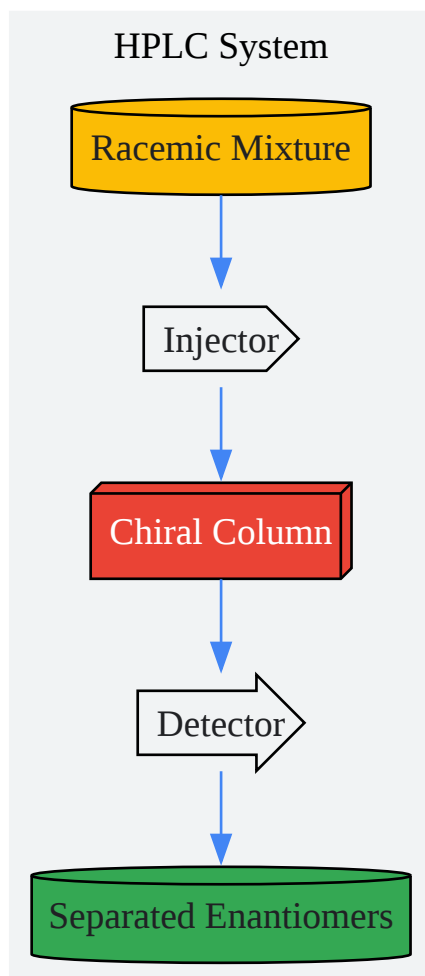 HPLC System
Racemic Mixture
Injector
Chiral Column
Detector
Separated Enantiomers